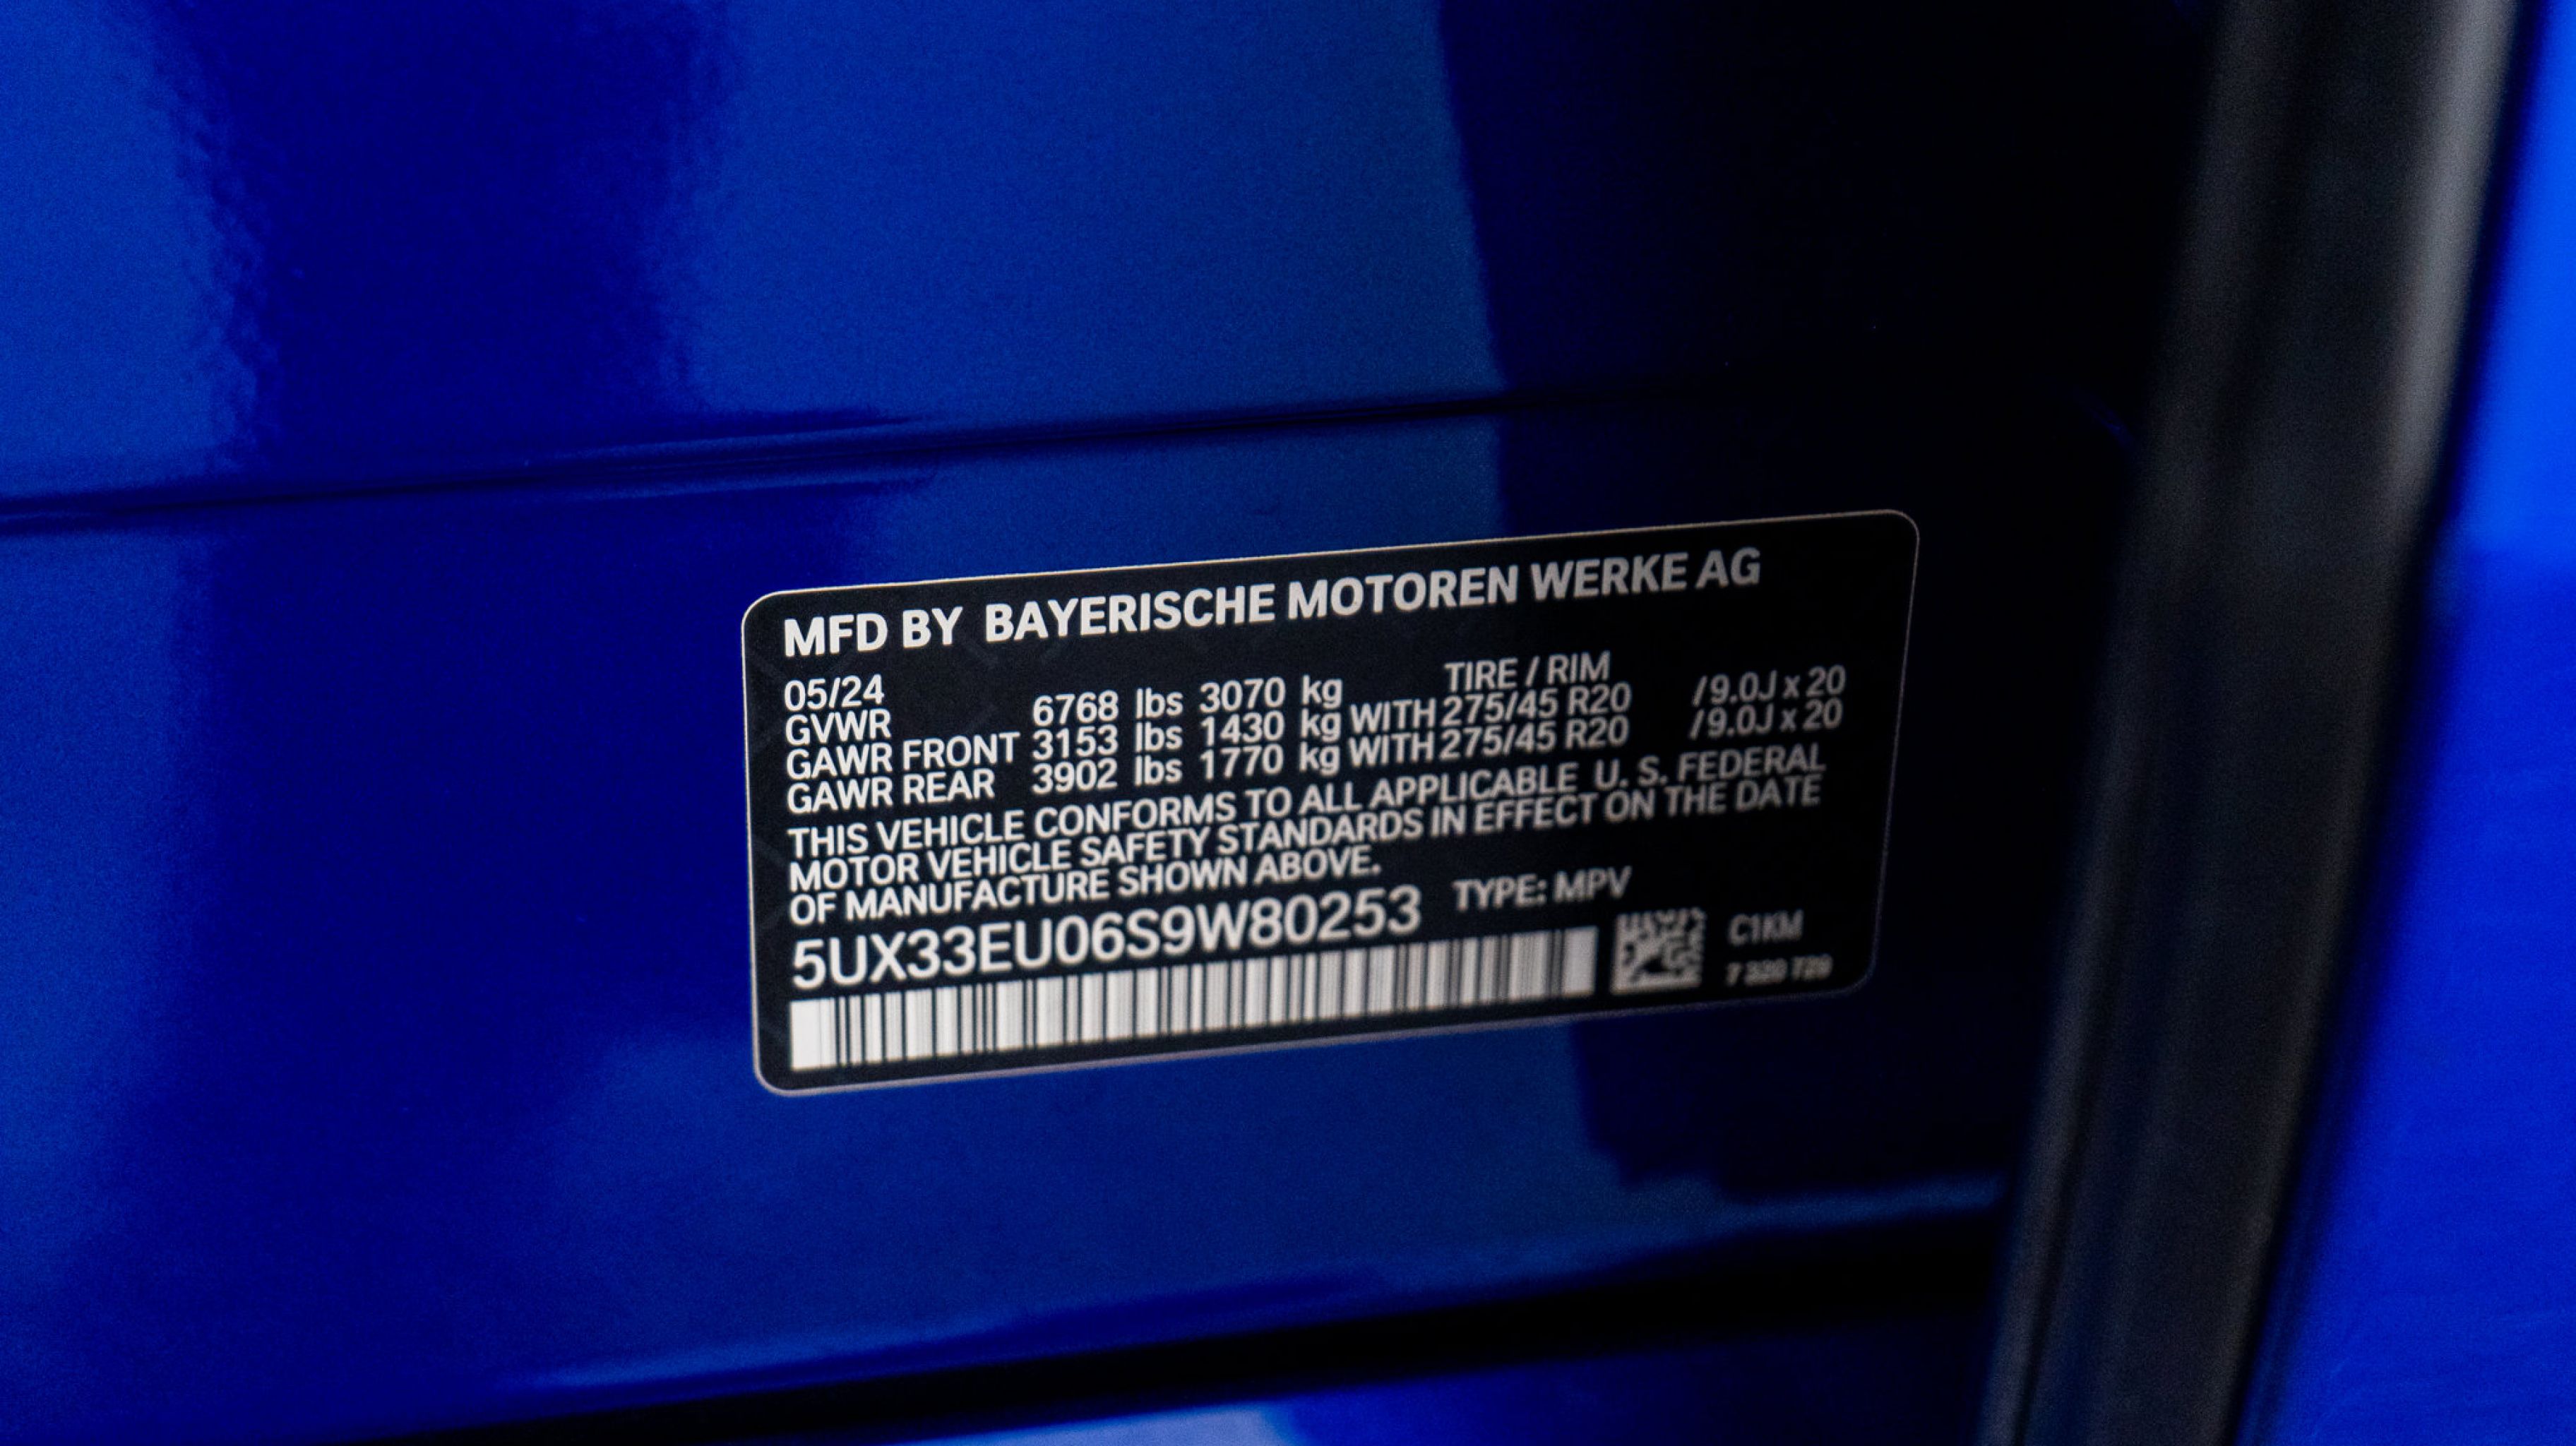 MFD BY BAYERISCHE MOTOREN WERKE AG
05/24 TIRE / RIM
GVWR 6768 lbs 3070 kg
GAWR FRONT 3153 lbs 1430 kg WITH 275/45 R20 /9.0J x 20
GAWR REAR 3902 lbs 1770 kg WITH 275/45 R20 /9.0J x 20
THIS VEHICLE CONFORMS TO ALL APPLICABLE U. S. FEDERAL
MOTOR VEHICLE SAFETY STANDARDS IN EFFECT ON THE DATE
OF MANUFACTURE SHOWN ABOVE.
5UX33EU06S9W80253 TYPE: MPV
C1KM